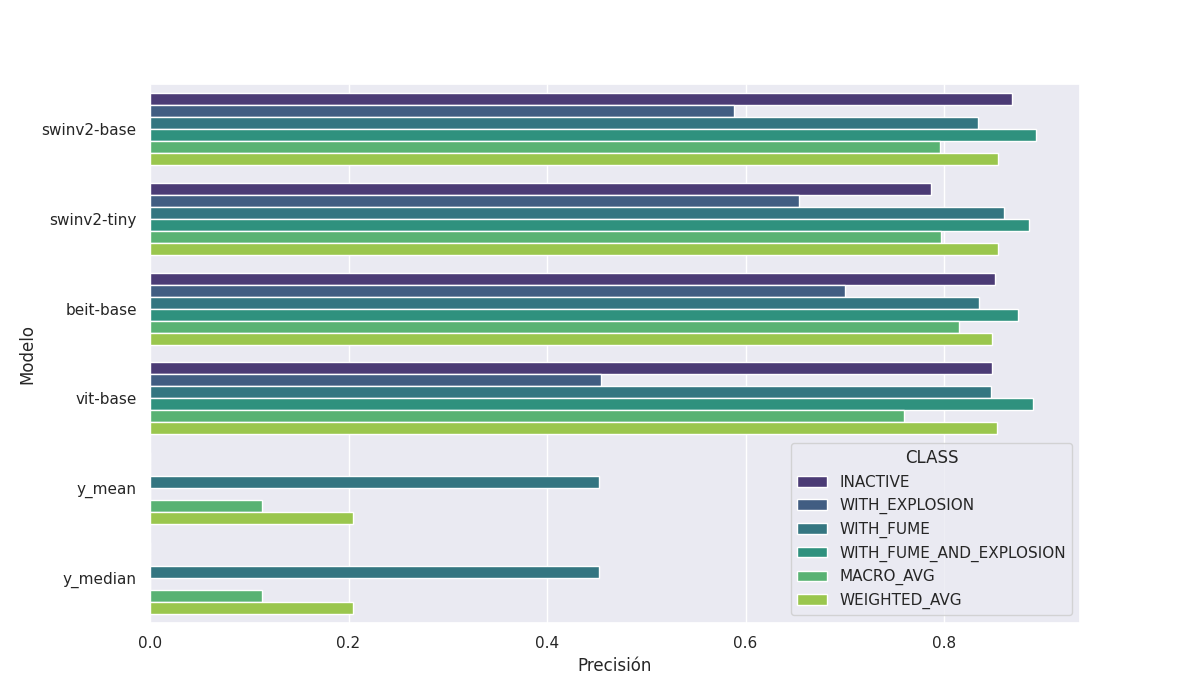 swinv2-base
swinv2-tiny
beit-base
vit-base
y_mean
y_median
Modelo
0.0 0.2 0.4 0.6 0.8
Precisión
CLASS
INACTIVE
WITH_EXPLOSION
WITH_FUME
WITH_FUME_AND_EXPLOSION
MACRO_AVG
WEIGHTED_AVG